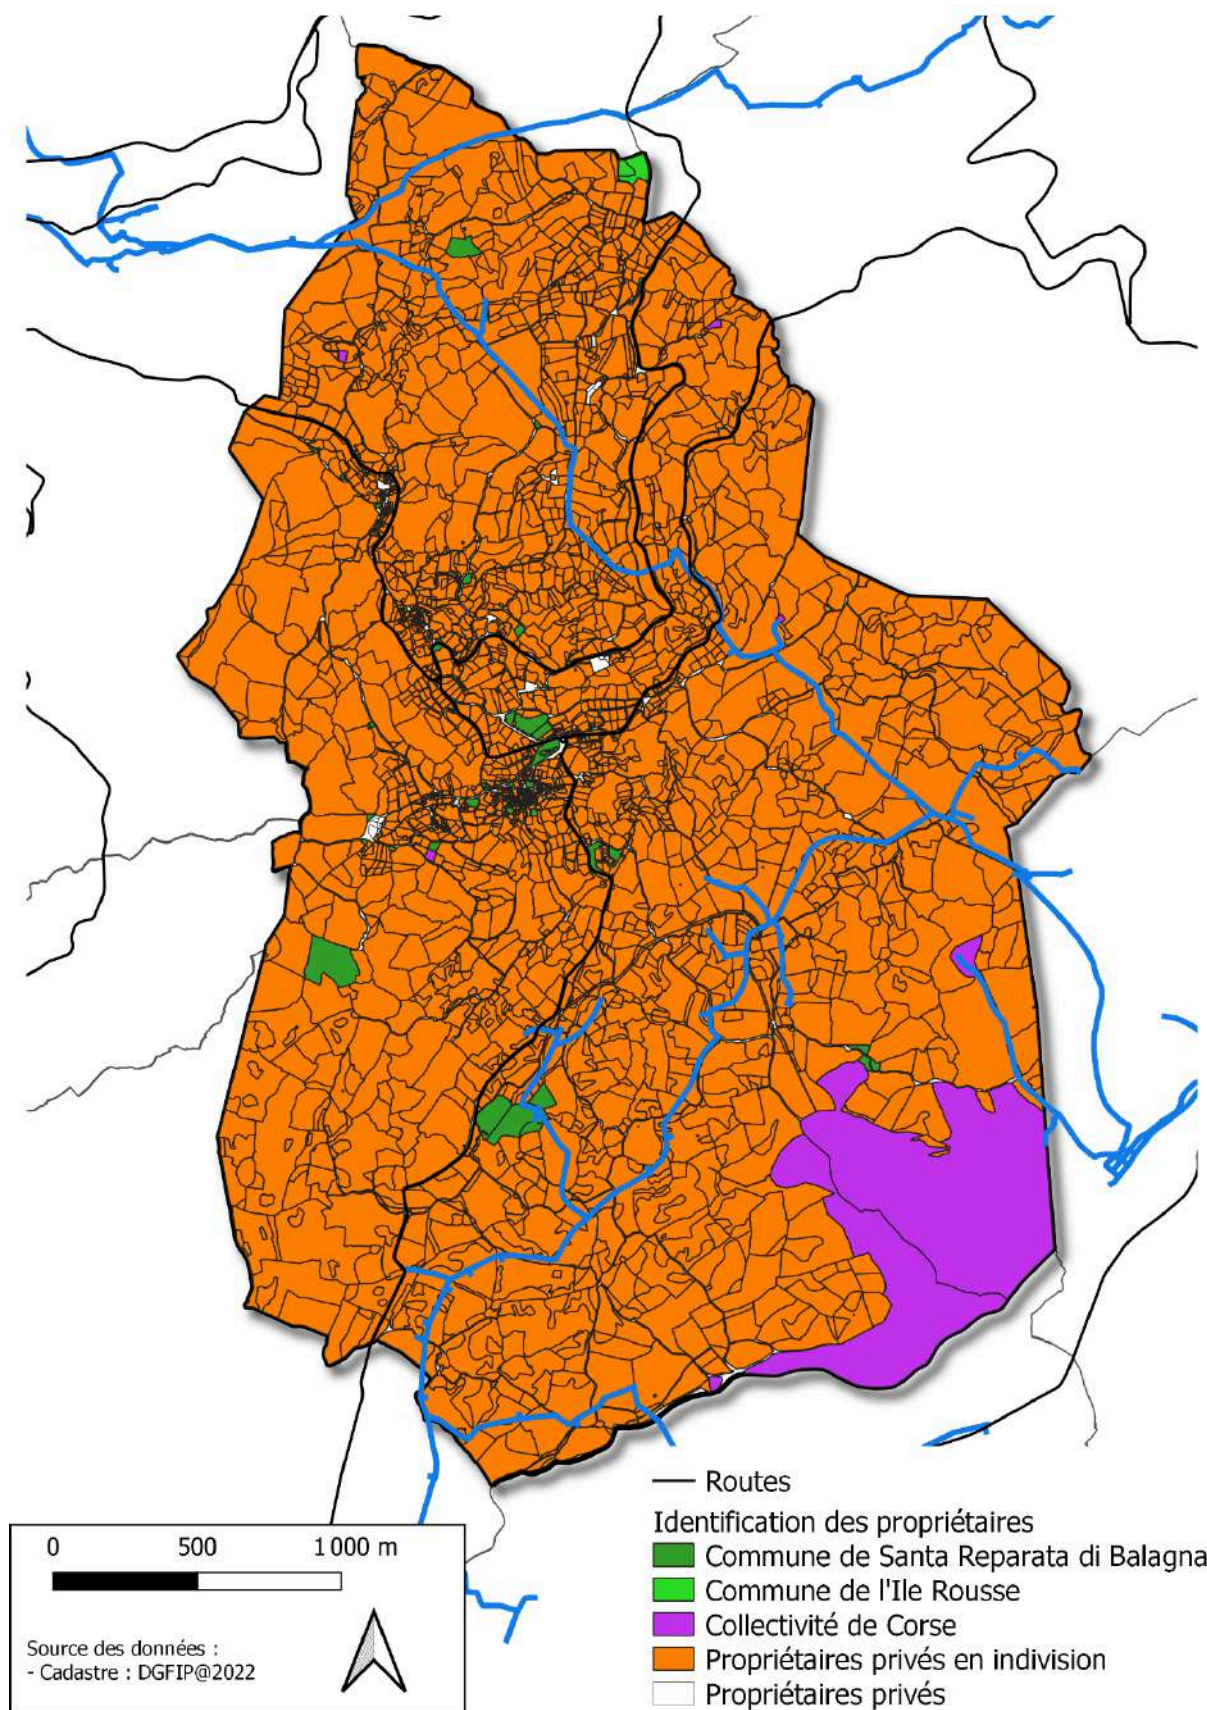 Routes
Identification des propriétaires
Commune de Santa Reparata di Balagna
Commune de l'Ile Rousse
Collectivité de Corse
Propriétaires privés en indivision
Propriétaires privés
0 500 1 000 m
Source des données :
- Cadastre : DGFIP@2022